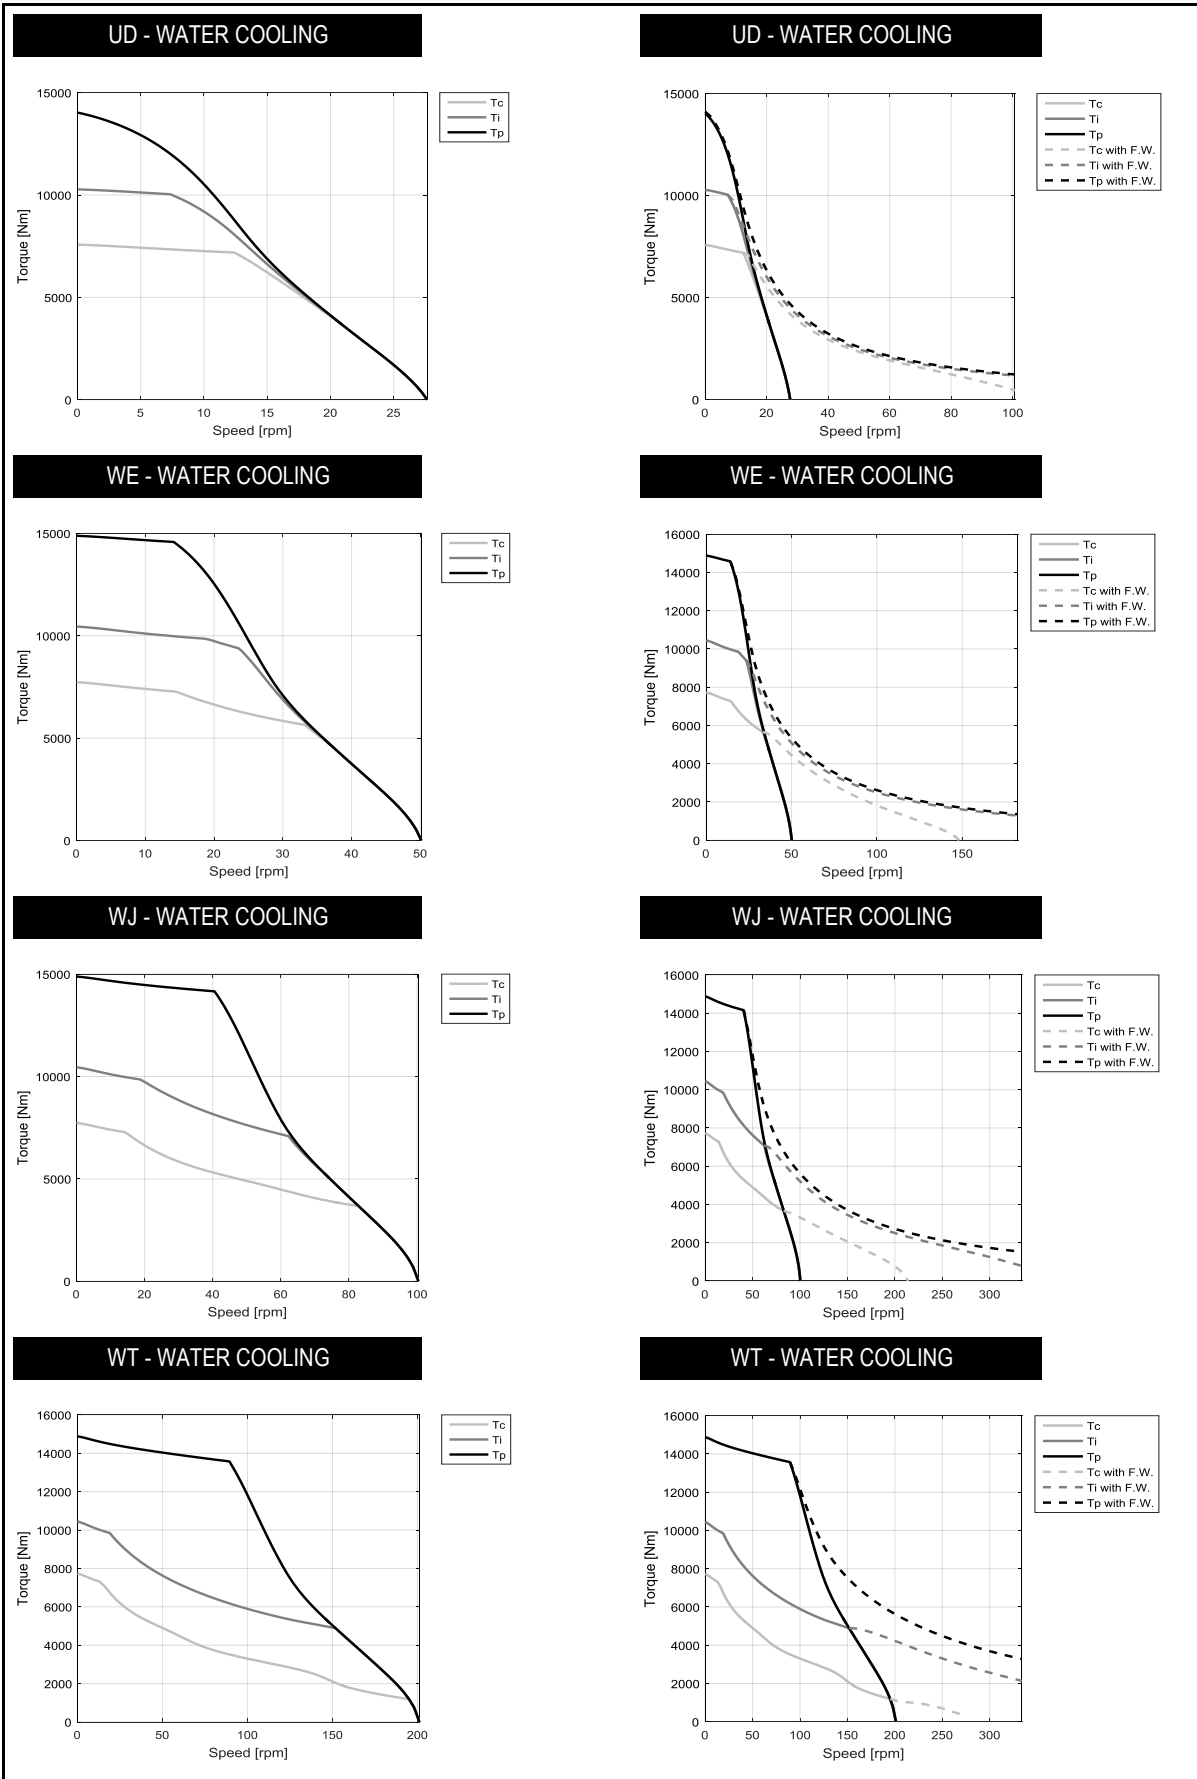 UD - WATER COOLING
15000
10000
5000
0
Torque [Nm]
0 5 10 15 20 25
Speed [rpm]
Tc
Ti
Tp
UD - WATER COOLING
15000
10000
5000
0
Torque [Nm]
0 20 40 60 80 100
Speed [rpm]
Tc
Ti
Tp
Tc with F.W.
Ti with F.W.
Tp with F.W.
WE - WATER COOLING
15000
10000
5000
0
Torque [Nm]
0 10 20 30 40 50
Speed [rpm]
Tc
Ti
Tp
WE - WATER COOLING
16000
14000
12000
10000
8000
6000
4000
2000
0
Torque [Nm]
0 50 100 150
Speed [rpm]
Tc
Ti
Tp
Tc with F.W.
Ti with F.W.
Tp with F.W.
WJ - WATER COOLING
15000
10000
5000
0
Torque [Nm]
0 20 40 60 80 100
Speed [rpm]
Tc
Ti
Tp
WJ - WATER COOLING
16000
14000
12000
10000
8000
6000
4000
2000
0
Torque [Nm]
0 50 100 150 200 250 300
Speed [rpm]
Tc
Ti
Tp
Tc with F.W.
Ti with F.W.
Tp with F.W.
WT - WATER COOLING
16000
14000
12000
10000
8000
6000
4000
2000
0
Torque [Nm]
0 50 100 150 200
Speed [rpm]
Tc
Ti
Tp
WT - WATER COOLING
16000
14000
12000
10000
8000
6000
4000
2000
0
Torque [Nm]
0 50 100 150 200 250 300
Speed [rpm]
Tc
Ti
Tp
Tc with F.W.
Ti with F.W.
Tp with F.W.